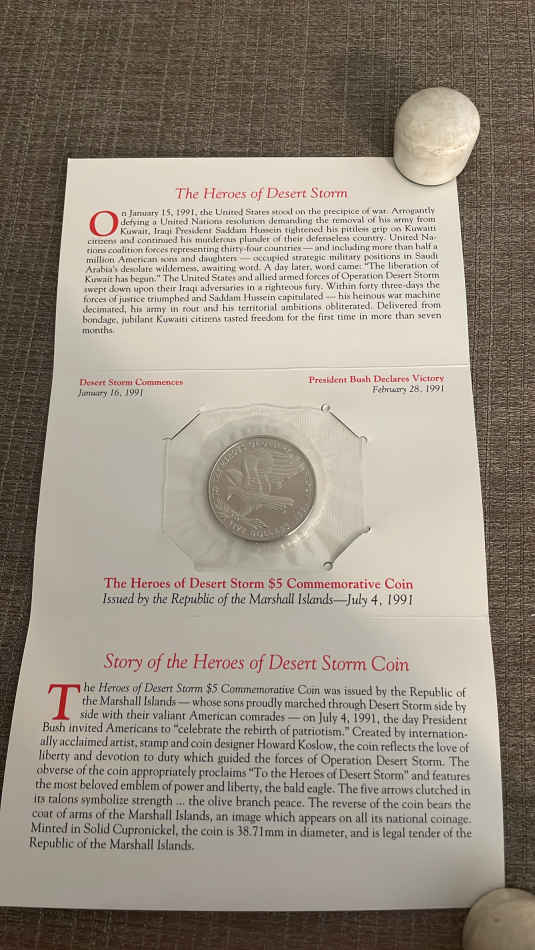 The Heroes of Desert Storm
On January 15, 1991, the United States stood on the precipice of war. Arrogantly
defying a United Nations resolution demanding the removal of his army from
Kuwait, Iraqi President Saddam Hussein tightened his pitiless grip on Kuwaiti
citizens and continued his murderous plunder of their defenseless country. United Na-
tions coalition forces representing thirty-four countries — and including more than half a
million American sons and daughters — occupied strategic military positions in Saudi
Arabia's desolate wilderness, awaiting word. A day later, word came: "The liberation of
Kuwait has begun." The United States and allied armed forces of Operation Desert Storm
swept down upon their Iraqi adversaries in a righteous fury. Within forty three-days the
forces of justice triumphed and Saddam Hussein capitulated — his heinous war machine
decimated, his army in rout and his territorial ambitions obliterated. Delivered from
bondage, jubilant Kuwaiti citizens tasted freedom for the first time in more than seven
months.
Desert Storm Commences
January 16, 1991
President Bush Declares Victory
February 28, 1991
FIVE DOLLARS
The Heroes of Desert Storm $5 Commemorative Coin
Issued by the Republic of the Marshall Islands—July 4, 1991
Story of the Heroes of Desert Storm Coin
The Heroes of Desert Storm $5 Commemorative Coin was issued by the Republic of
the Marshall Islands — whose sons proudly marched through Desert Storm side by
side with their valiant American comrades — on July 4, 1991, the day President
Bush invited Americans to "celebrate the rebirth of patriotism." Created by internation-
ally acclaimed artist, stamp and coin designer Howard Koslow, the coin reflects the love of
liberty and devotion to duty which guided the forces of Operation Desert Storm. The
obverse of the coin appropriately proclaims "To the Heroes of Desert Storm" and features
the most beloved emblem of power and liberty, the bald eagle. The five arrows clutched in
its talons symbolize strength ... the olive branch peace. The reverse of the coin bears the
coat of arms of the Marshall Islands, an image which appears on all its national coinage.
Minted in Solid Cupronickel, the coin is 38.71mm in diameter, and is legal tender of the
Republic of the Marshall Islands.